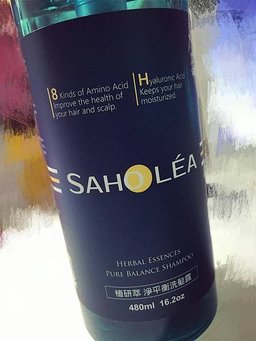 8 Kinds of Amino Acid
Improve the health of
your hair and scalp.
Hyaluronic Acid
Keeps your hair
moisturized.
SAHOLÉA
HERBAL ESSENCES
PURE BALANCE SHAMPOO
植研萃 淨平衡洗髮露
480ml 16.2oz